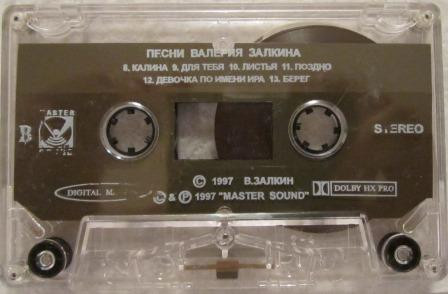 ПЕСНИ ВАЛЕРИЯ ЗАЛКИНА
8. КАЛИНА 9. ДЛЯ ТЕБЯ 10. ЛИСТЬЯ 11. ПОЗДНО
12. ДЕВОЧКА ПО ИМЕНИ ИРА 13. БЕРЕГ
B
STEREO
© 1997 В.ЗАЛКИН
DIGITAL M
© & ℗ 1997 "MASTER SOUND"
DOLBY HX PRO